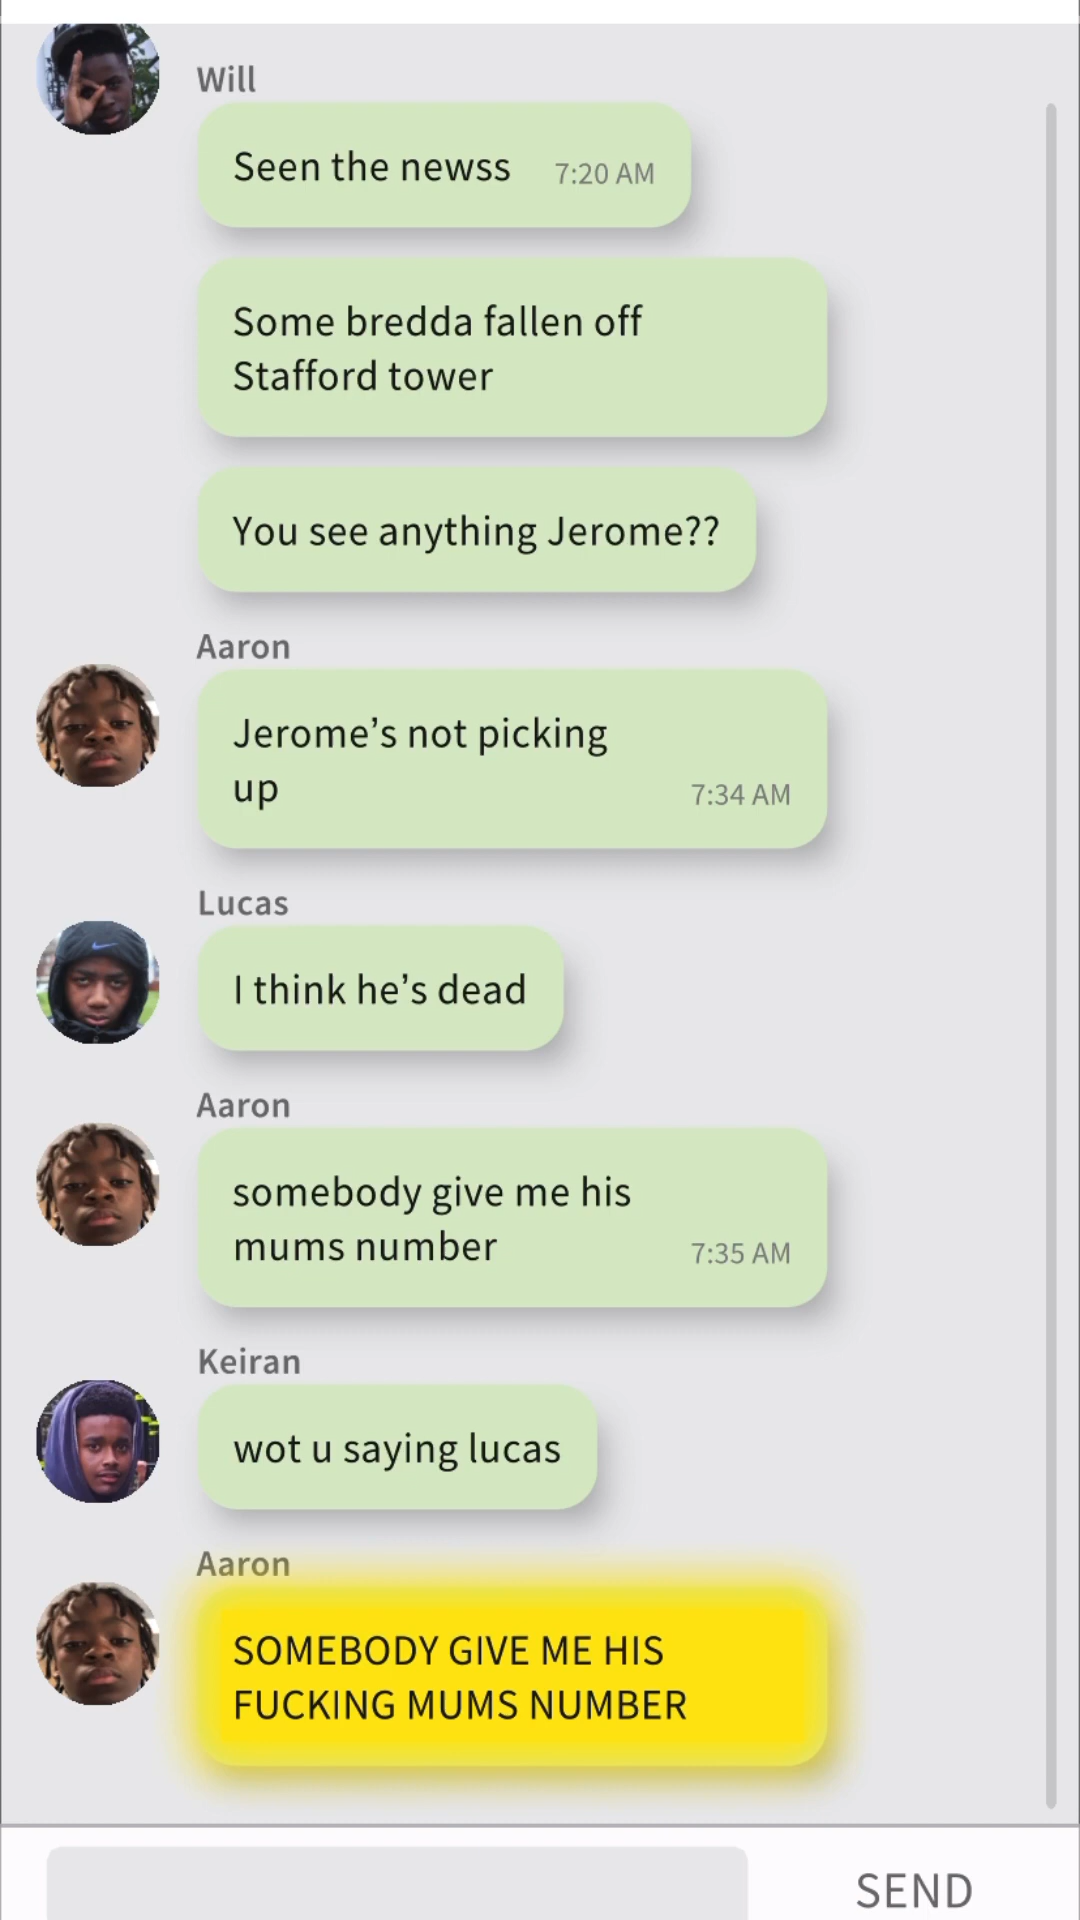 Will
Seen the newss 7:20 AM
Some bredda fallen off
Stafford tower
You see anything Jerome??
Aaron
Jerome’s not picking
up 7:34 AM
Lucas
I think he’s dead
Aaron
somebody give me his
mums number 7:35 AM
Keiran
wot u saying lucas
Aaron
SOMEBODY GIVE ME HIS
FUCKING MUMS NUMBER
SEND